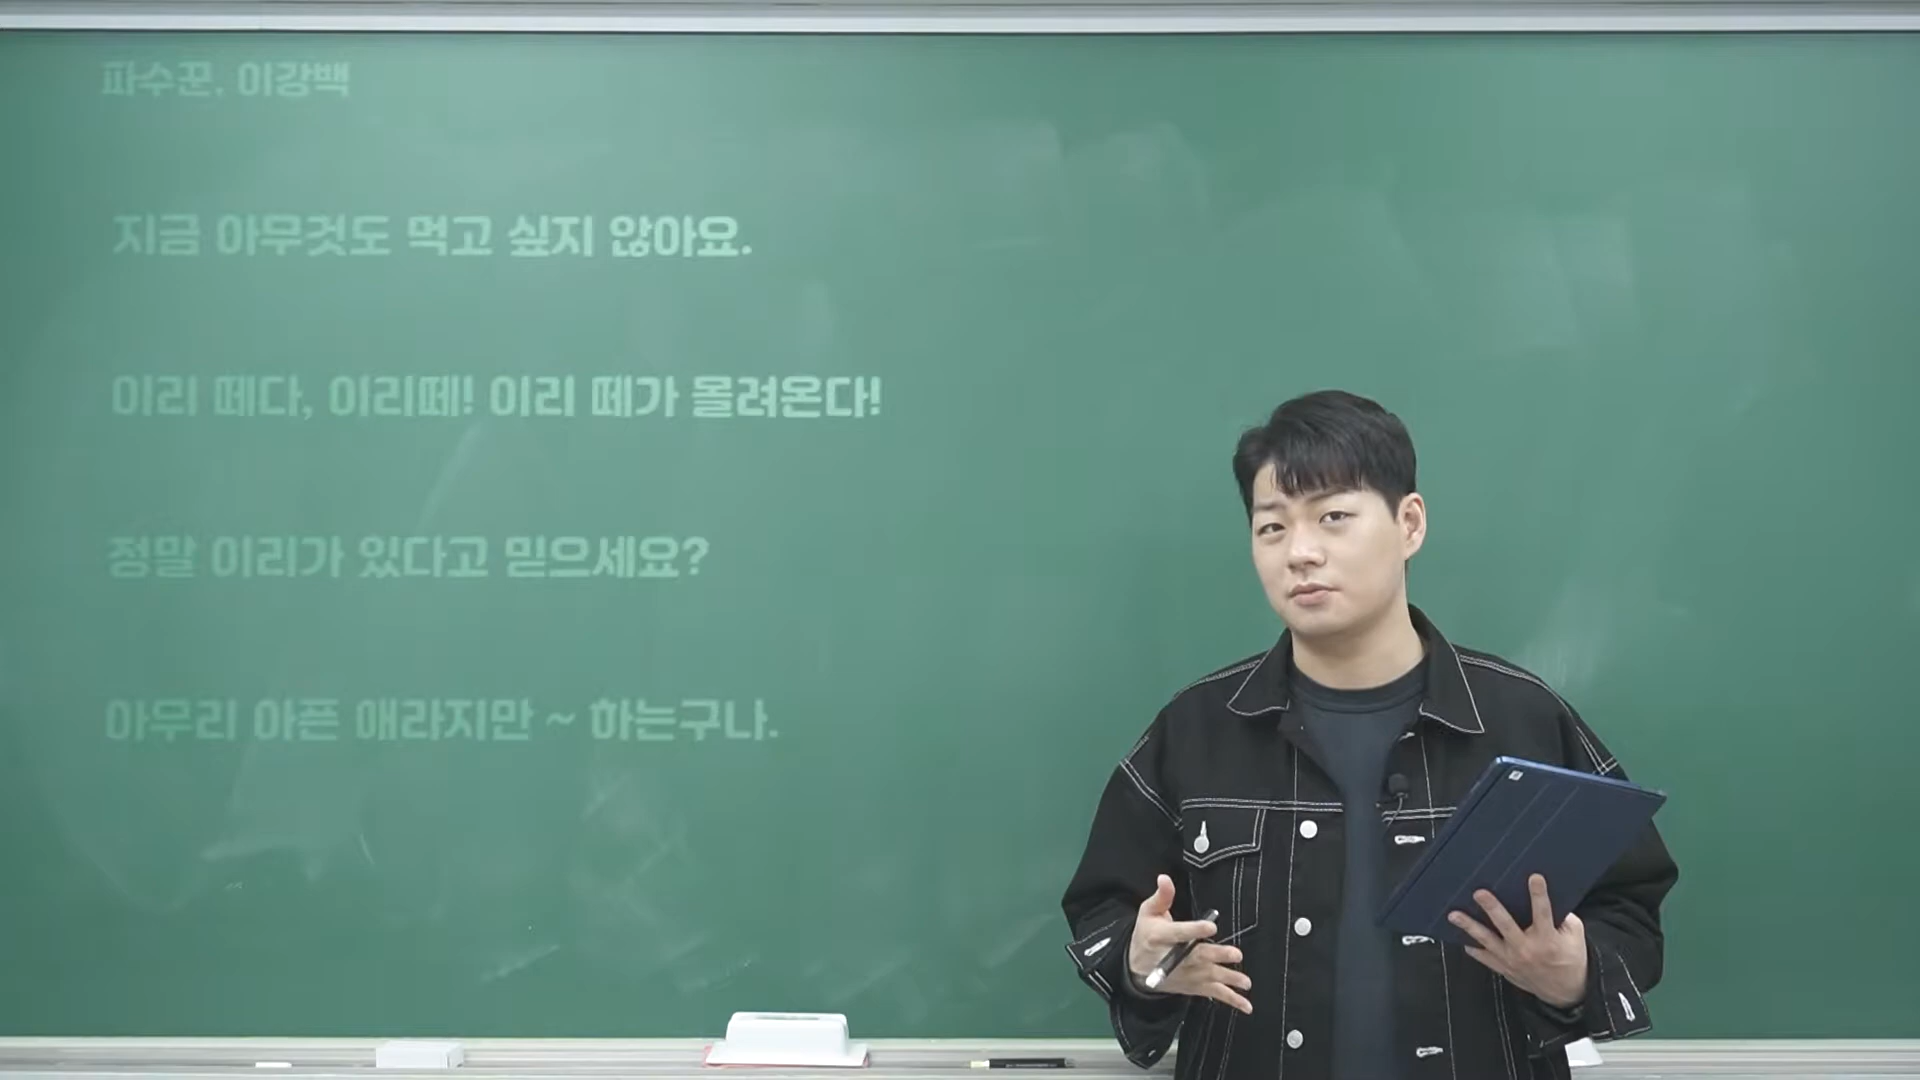 파수꾼, 이강백
지금 아무것도 먹고 싶지 않아요.
이리 떼다, 이리떼! 이리 떼가 몰려온다!
정말 이리가 있다고 믿으세요?
아무리 아픈 애라지만 ~ 하는구나.